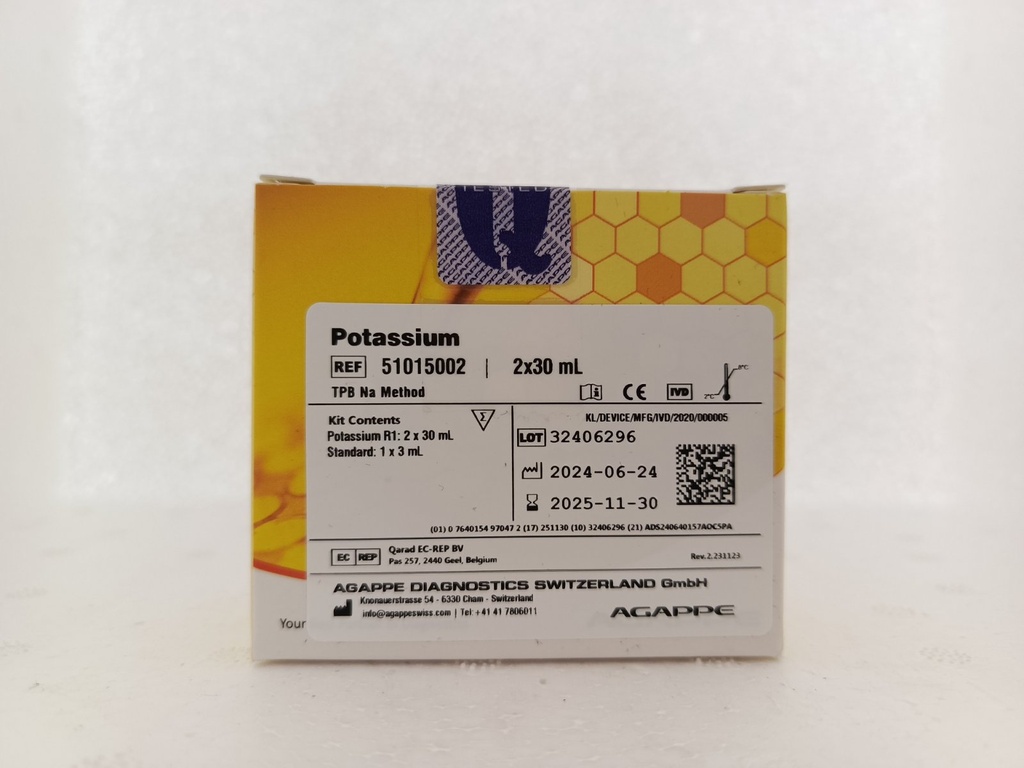 TESTED
Potassium
REF 51015002 | 2x30 mL
TPB Na Method
i CE IVD 2°C 8°C
Kit Contents
Potassium R1: 2 x 30 mL
Standard: 1 x 3 mL
Σ
KL/DEVICE/MFG/IVD/2020/000005
LOT 32406296
2024-06-24
2025-11-30
(01) 0 7640154 97047 2 (17) 251130 (10) 32406296 (21) ADS240640157AOCSPA
EC REP Qarad EC-REP BV
Pas 257, 2440 Geel, Belgium
Rev.2.231123
AGAPPE DIAGNOSTICS SWITZERLAND GmbH
Knonauerstrasse 54 - 6330 Cham - Switzerland
info@agappeswiss.com | Tel:+41 41 7806011
AGAPPE
Your